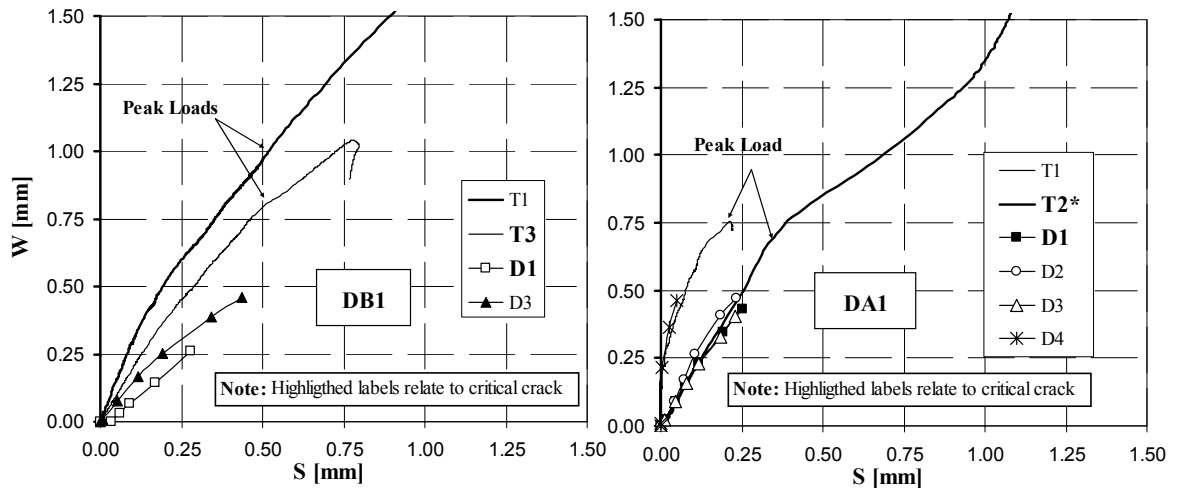 1.50
1.25
1.00
0.75
0.50
0.25
0.00
W [mm]
Peak Loads
T1
T3
D1
D3
DB1
Note: Highligthed labels relate to critical crack
0.00 0.25 0.50 0.75 1.00 1.25 1.50
S [mm]
1.50
1.25
1.00
0.75
0.50
0.25
0.00
Peak Load
T1
T2*
D1
D2
D3
D4
DA1
Note: Highligthed labels relate to critical crack
0.00 0.25 0.50 0.75 1.00 1.25 1.50
S [mm]